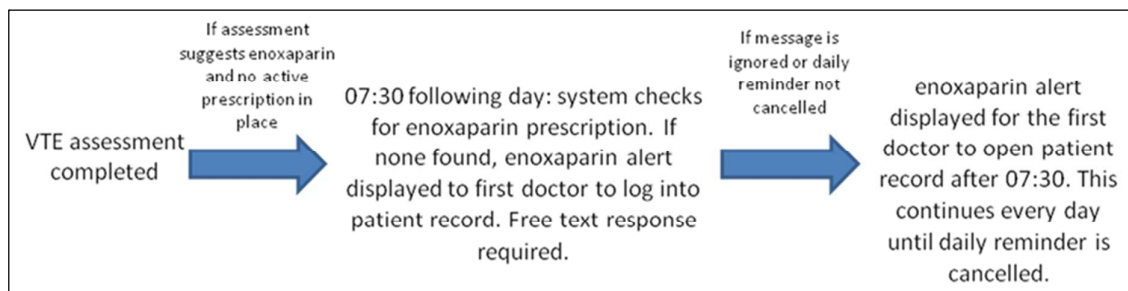 VTE assessment
completed
If assessment
suggests enoxaparin
and no active
prescription in
place
07:30 following day: system checks
for enoxaparin prescription. If
none found, enoxaparin alert
displayed to first doctor to log into
patient record. Free text response
required.
If message is
ignored or daily
reminder not
cancelled
enoxaparin alert
displayed for the first
doctor to open patient
record after 07:30. This
continues every day
until daily reminder is
cancelled.